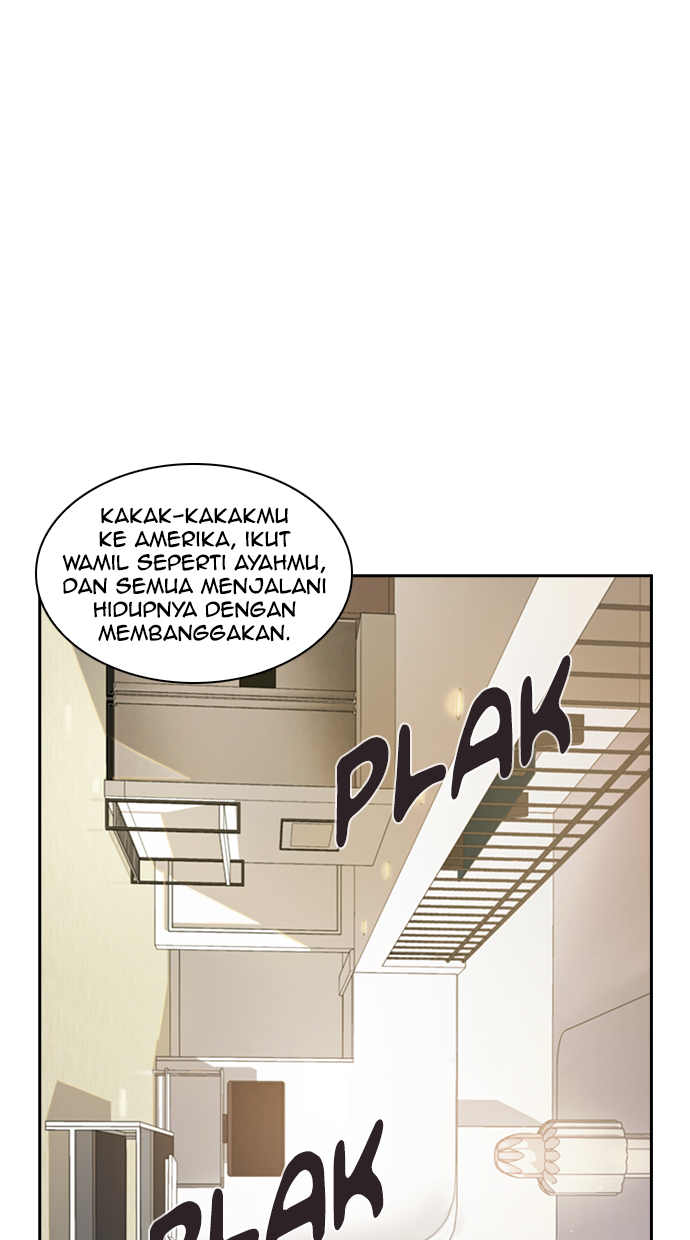 KAKAK-KAKAKMU
KE AMERIKA, IKUT
WAMIL SEPERTI AYAHMU,
DAN SEMUA MENJALANI
HIDUPNYA DENGAN
MEMBANGGAKAN.
PLAK
PLAK